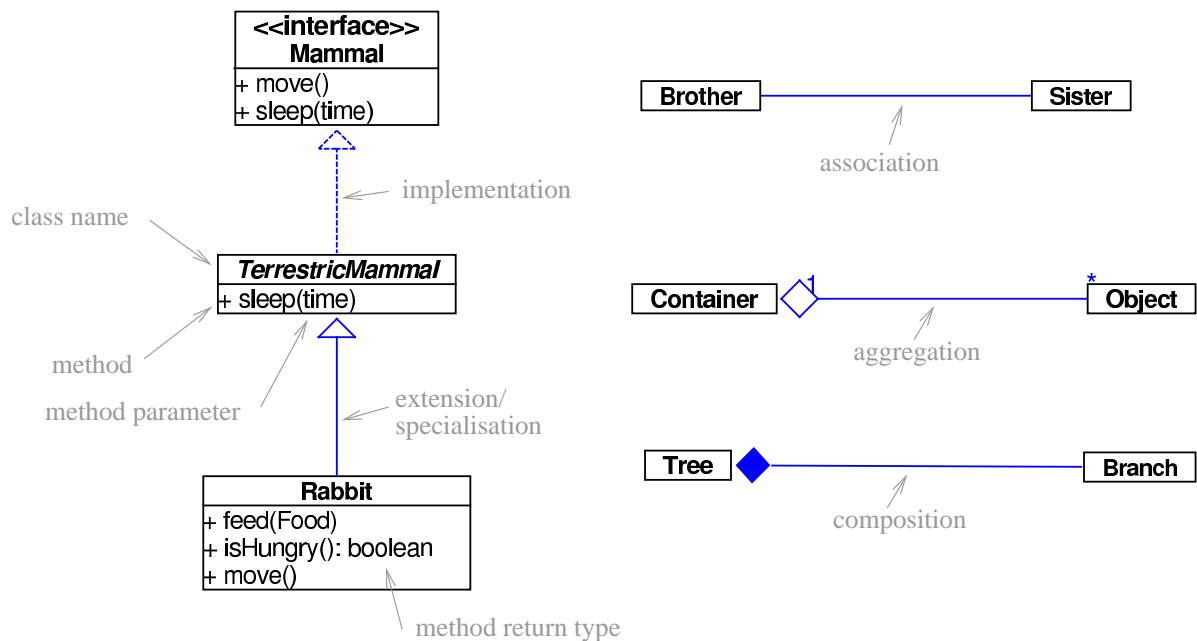 <<interface>>
Mammal
+ move()
+ sleep(time)
implementation
class name
TerrestricMammal
+ sleep(time)
method
method parameter
extension/
specialisation
Rabbit
+ feed(Food)
+ isHungry(): boolean
+ move()
method return type
Brother
Sister
association
Container
1
*
Object
aggregation
Tree
Branch
composition